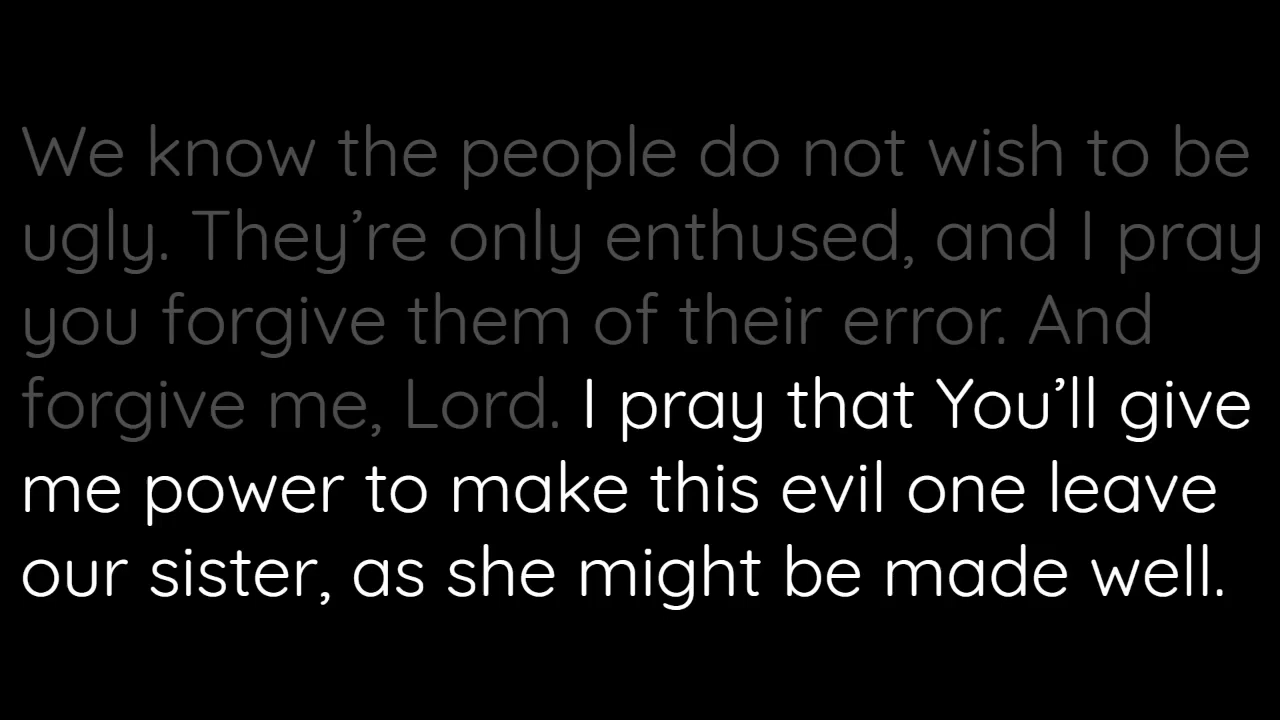 We know the people do not wish to be
ugly. They’re only enthused, and I pray
you forgive them of their error. And
forgive me, Lord. I pray that You’ll give
me power to make this evil one leave
our sister, as she might be made well.